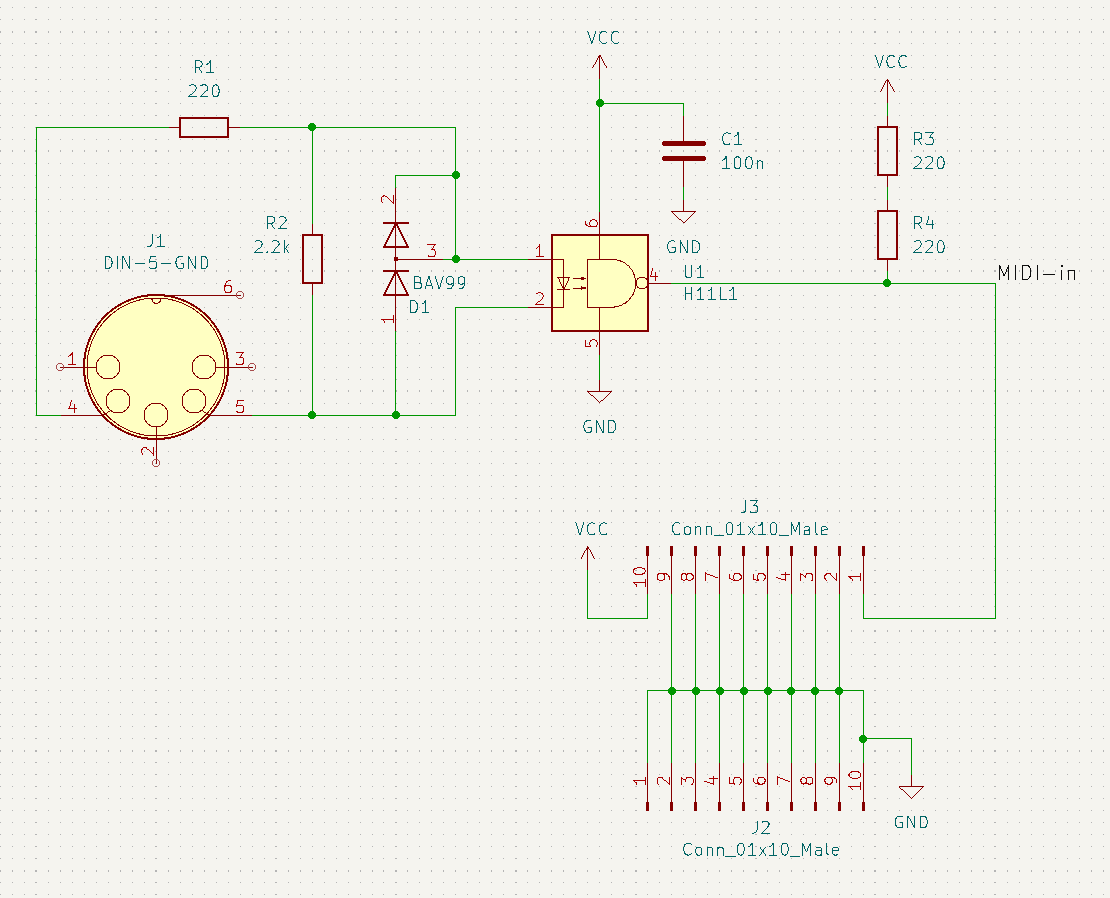 VCC
R1
220
VCC
R3
220
C1
100n
GND
R4
220
MIDI-in
2
3
BAV99
D1
1
R2
2.2k
J1
DIN-5-GND
6
1
3
4
5
2
6
1
2
4
U1
H11L1
5
GND
VCC
J3
Conn_01x10_Male
10
9
8
7
6
5
4
3
2
1
1
2
3
4
5
6
7
8
9
10
J2
Conn_01x10_Male
GND